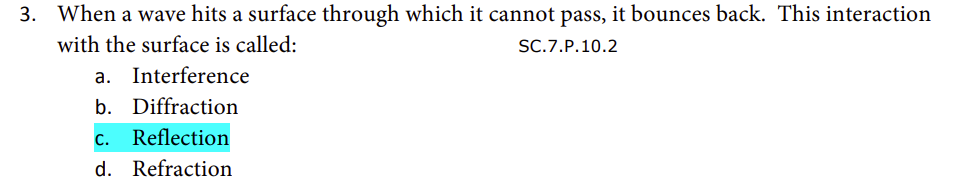 3. When a wave hits a surface through which it cannot pass, it bounces back. This interaction
with the surface is called: SC.7.P.10.2
a. Interference
b. Diffraction
c. Reflection
d. Refraction